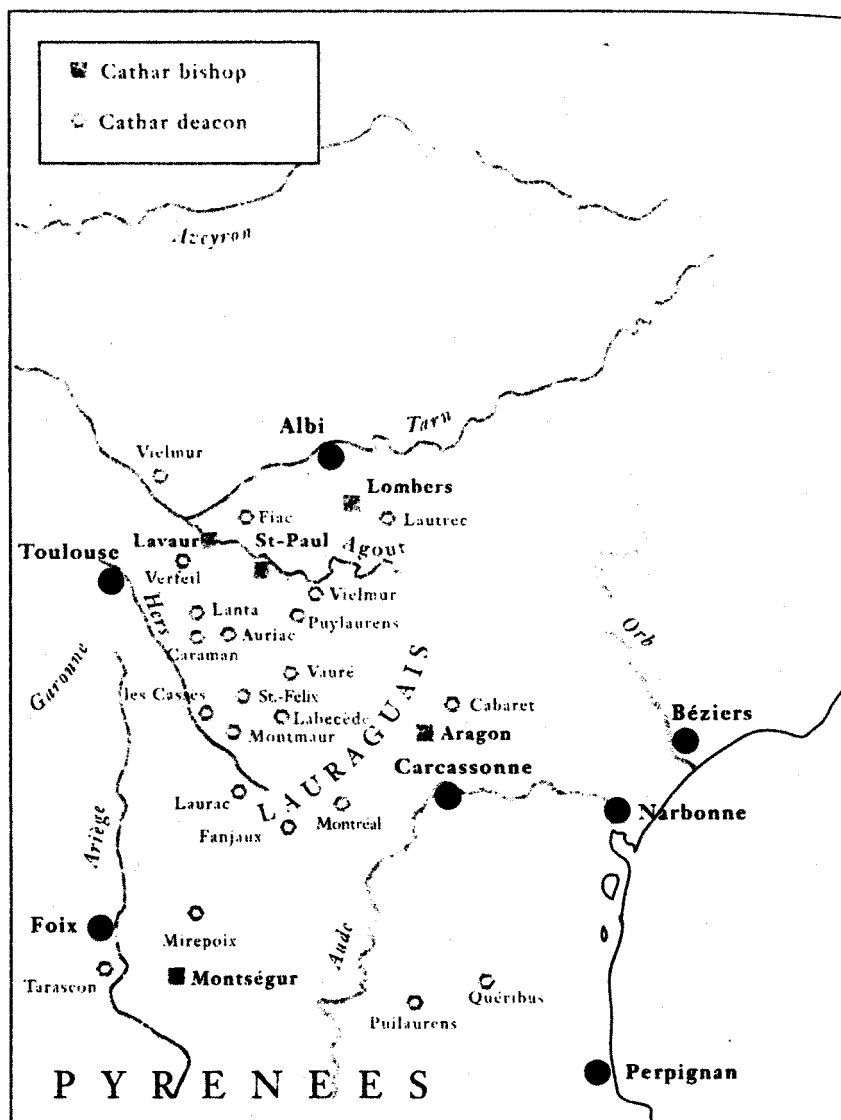 Cathar bishop
Cathar deacon
Aveyron
Albi
Tarn
Vielmur
Lombers
Fiac
Lautrec
Lavaur
St-Paul
Agout
Toulouse
Verfeil
Hers
Vielmur
Lanta
Puylaurens
Auriac
Caraman
Orb
Garonne
Vauré
les Casses
St.-Félix
Cabaret
Labecède
Béziers
Montmaur
Aragon
LAURAGUAIS
Carcassonne
Laurac
Montréal
Narbonne
Fanjaux
Ariège
Foix
Mirepoix
Aude
Tarascon
Montségur
Quéribus
Puilaurens
PYRENEES
Perpignan